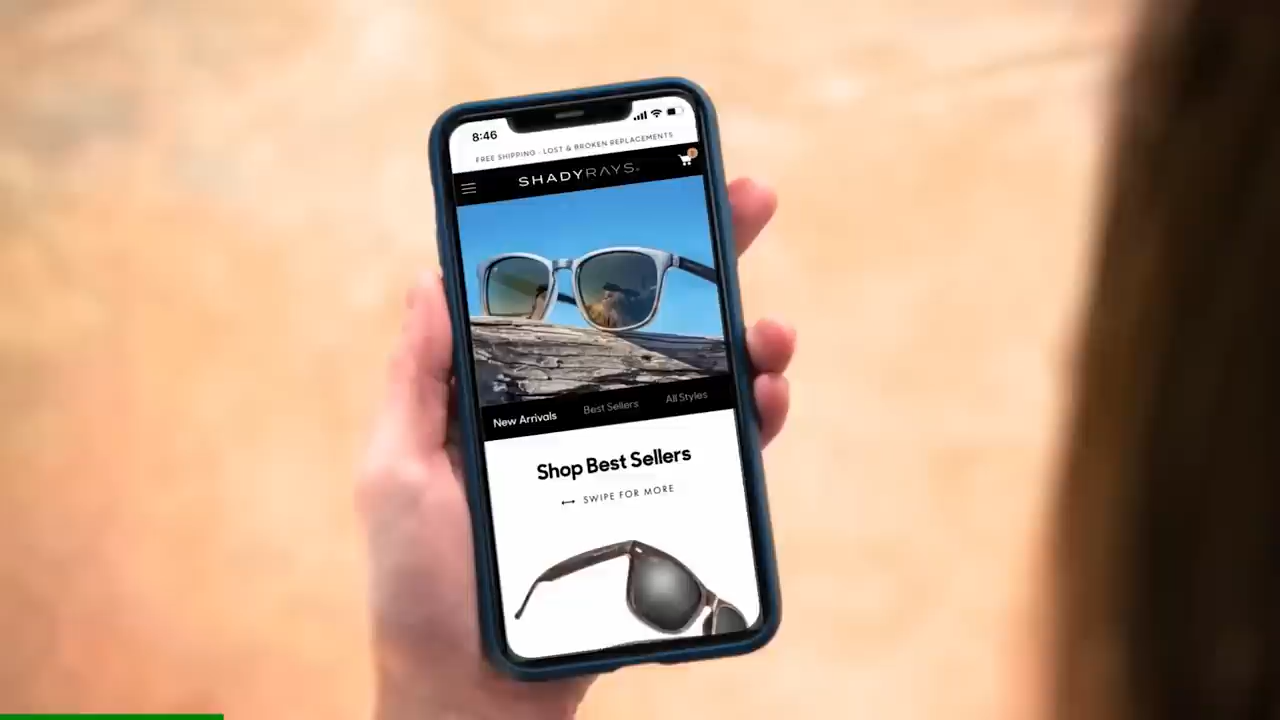 8:46
FREE SHIPPING · LOST & BROKEN REPLACEMENTS
SHADYRAYS
New Arrivals
Best Sellers
All Styles
Shop Best Sellers
SWIPE FOR MORE